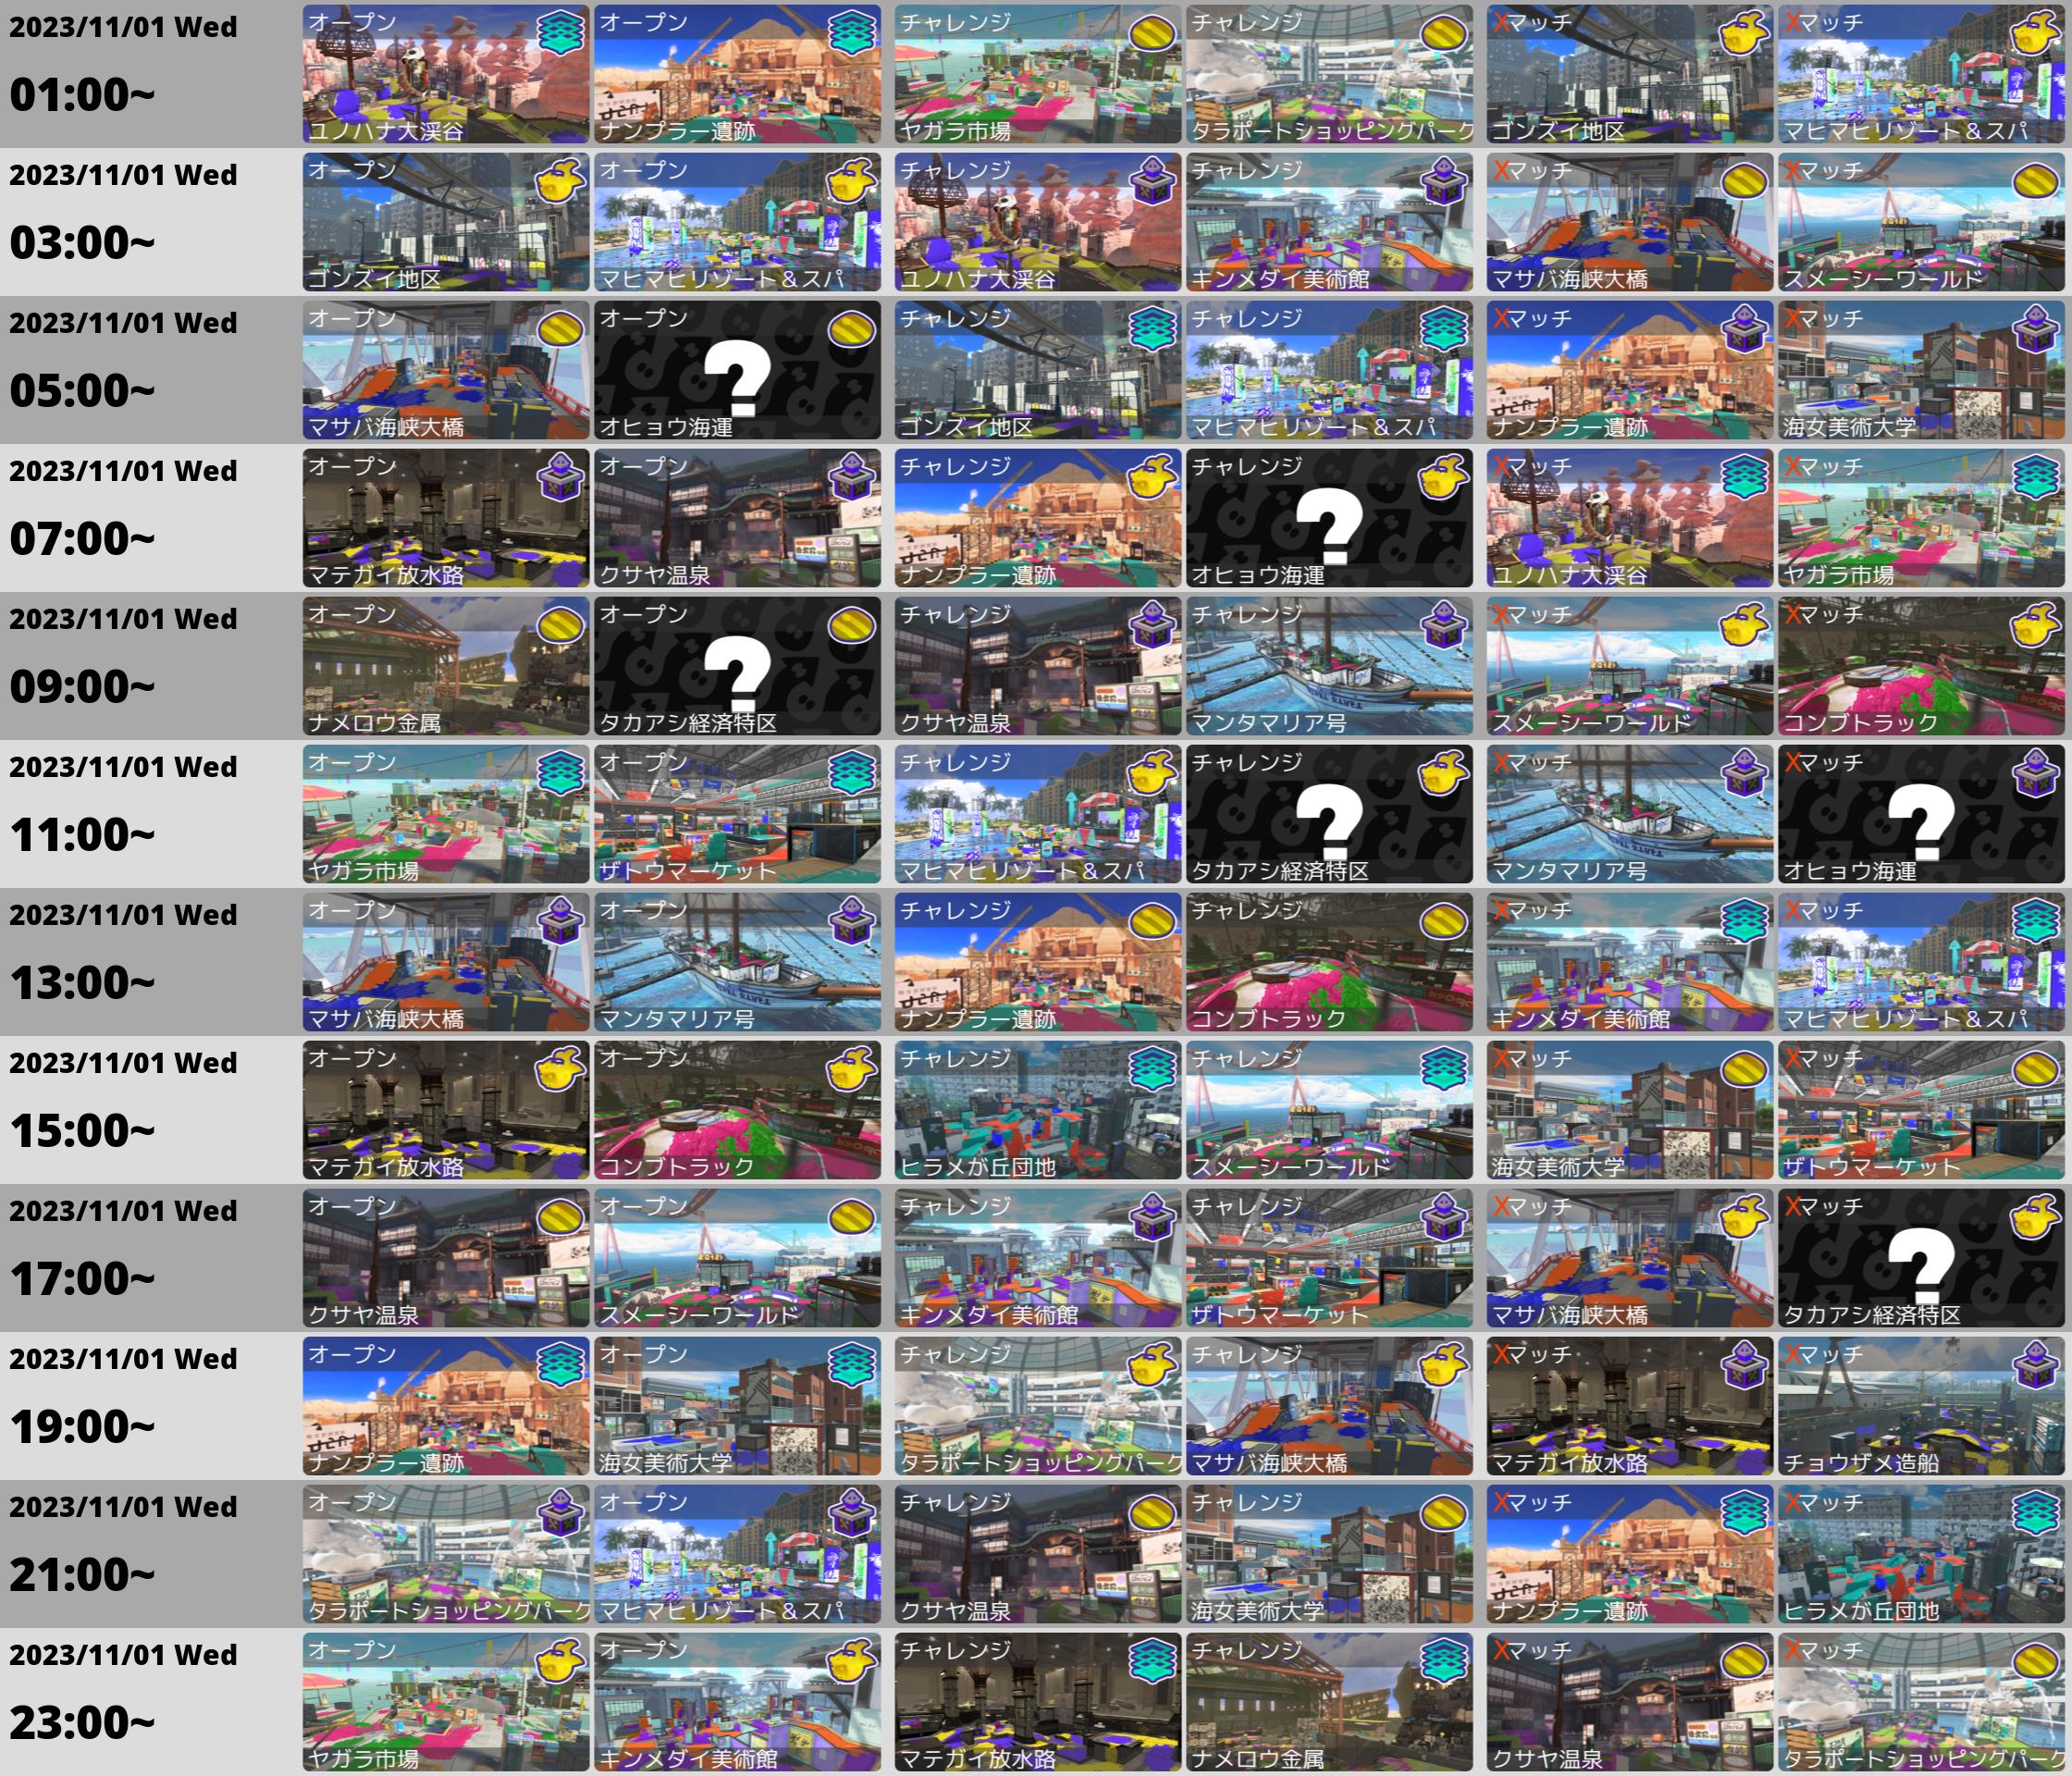 2023/11/01 Wed
01:00~
オープン
ユノハナ大渓谷
オープン
ナンプラー遺跡
チャレンジ
ヤガラ市場
チャレンジ
タラポートショッピングパーク
Xマッチ
ゴンズイ地区
Xマッチ
マヒマヒリゾート＆スパ
2023/11/01 Wed
03:00~
オープン
ゴンズイ地区
オープン
マヒマヒリゾート＆スパ
チャレンジ
ユノハナ大渓谷
チャレンジ
キンメダイ美術館
Xマッチ
マサバ海峡大橋
Xマッチ
スメーシーワールド
2023/11/01 Wed
05:00~
オープン
マサバ海峡大橋
オープン
?
オヒョウ海運
チャレンジ
ゴンズイ地区
チャレンジ
マヒマヒリゾート＆スパ
Xマッチ
ナンプラー遺跡
Xマッチ
海女美術大学
2023/11/01 Wed
07:00~
オープン
マテガイ放水路
オープン
クサヤ温泉
チャレンジ
ナンプラー遺跡
チャレンジ
?
オヒョウ海運
Xマッチ
ユノハナ大渓谷
Xマッチ
ヤガラ市場
2023/11/01 Wed
09:00~
オープン
ナメロウ金属
オープン
?
タカアシ経済特区
チャレンジ
クサヤ温泉
チャレンジ
マンタマリア号
Xマッチ
スメーシーワールド
Xマッチ
コンブトラック
2023/11/01 Wed
11:00~
オープン
ヤガラ市場
オープン
ザトウマーケット
チャレンジ
マヒマヒリゾート＆スパ
チャレンジ
?
タカアシ経済特区
Xマッチ
マンタマリア号
Xマッチ
?
オヒョウ海運
2023/11/01 Wed
13:00~
オープン
マサバ海峡大橋
オープン
マンタマリア号
チャレンジ
ナンプラー遺跡
チャレンジ
コンブトラック
Xマッチ
キンメダイ美術館
Xマッチ
マヒマヒリゾート＆スパ
2023/11/01 Wed
15:00~
オープン
マテガイ放水路
オープン
コンブトラック
チャレンジ
ヒラメが丘団地
チャレンジ
スメーシーワールド
Xマッチ
海女美術大学
Xマッチ
ザトウマーケット
2023/11/01 Wed
17:00~
オープン
クサヤ温泉
オープン
スメーシーワールド
チャレンジ
キンメダイ美術館
チャレンジ
ザトウマーケット
Xマッチ
マサバ海峡大橋
Xマッチ
?
タカアシ経済特区
2023/11/01 Wed
19:00~
オープン
ナンプラー遺跡
オープン
海女美術大学
チャレンジ
タラポートショッピングパーク
チャレンジ
マサバ海峡大橋
Xマッチ
マテガイ放水路
Xマッチ
チョウザメ造船
2023/11/01 Wed
21:00~
オープン
タラポートショッピングパーク
オープン
マヒマヒリゾート＆スパ
チャレンジ
クサヤ温泉
チャレンジ
海女美術大学
Xマッチ
ナンプラー遺跡
Xマッチ
ヒラメが丘団地
2023/11/01 Wed
23:00~
オープン
ヤガラ市場
オープン
キンメダイ美術館
チャレンジ
マテガイ放水路
チャレンジ
ナメロウ金属
Xマッチ
クサヤ温泉
Xマッチ
タラポートショッピングパーク